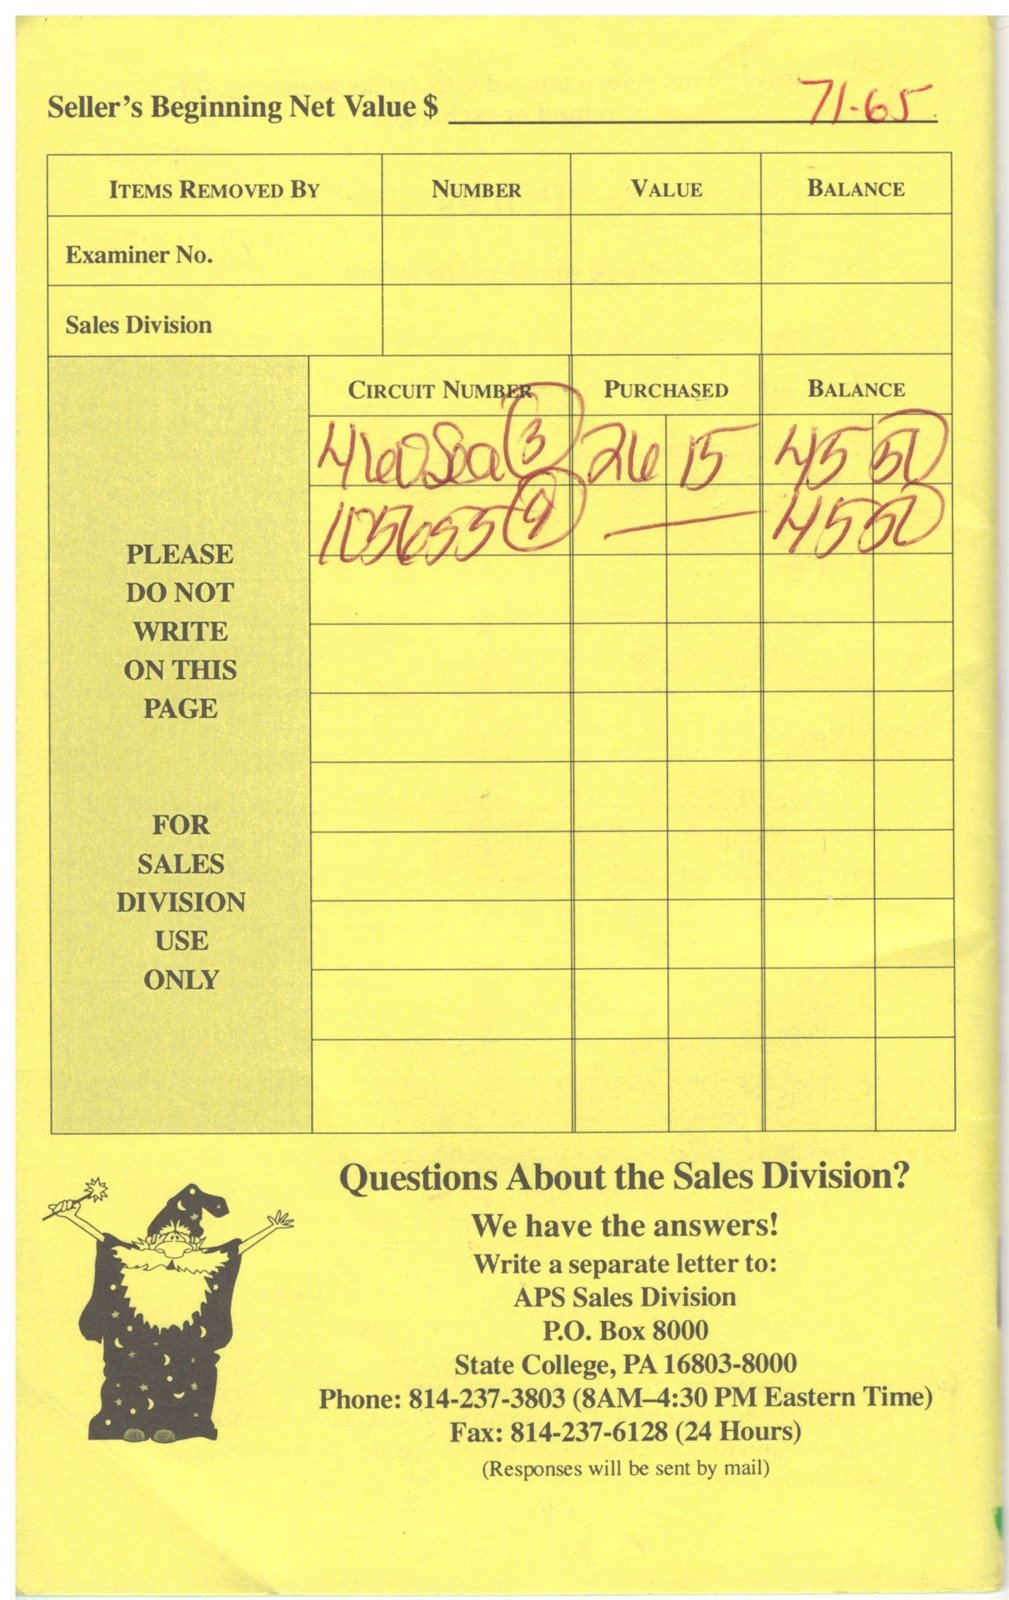 Seller's Beginning Net Value $ 71-65
ITEMS REMOVED BY NUMBER VALUE BALANCE
Examiner No.
Sales Division
CIRCUIT NUMBER PURCHASED BALANCE
3 26 15 45 50
105655 9 — 45 50
PLEASE
DO NOT
WRITE
ON THIS
PAGE
FOR
SALES
DIVISION
USE
ONLY
Questions About the Sales Division?
We have the answers!
Write a separate letter to:
APS Sales Division
P.O. Box 8000
State College, PA 16803-8000
Phone: 814-237-3803 (8AM–4:30 PM Eastern Time)
Fax: 814-237-6128 (24 Hours)
(Responses will be sent by mail)